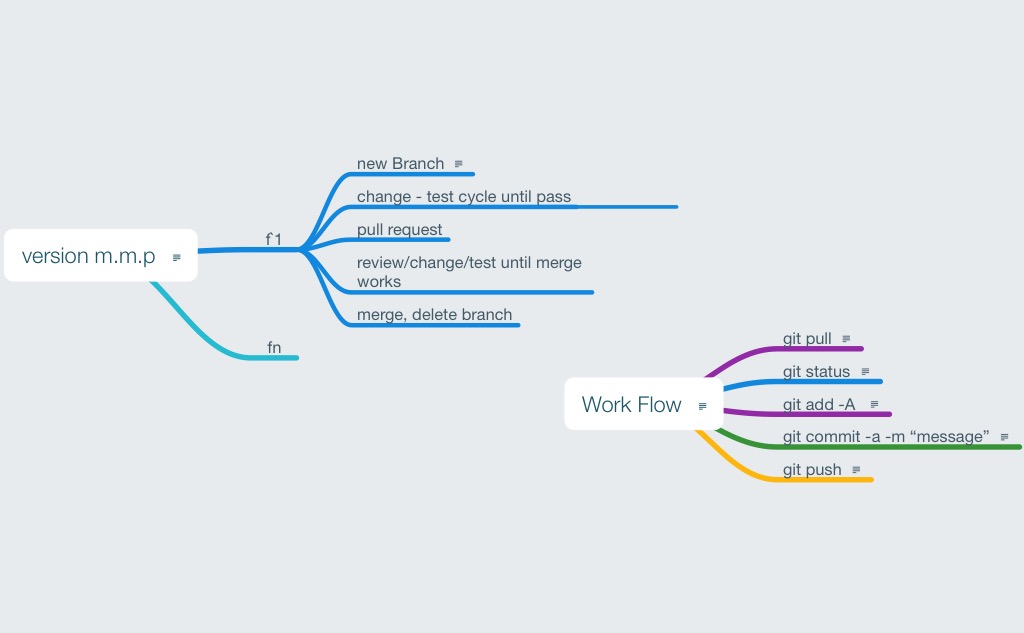 new Branch
change - test cycle until pass
pull request
review/change/test until merge
works
merge, delete branch
f1
version m.m.p
fn
git pull
git status
git add -A
git commit -a -m “message”
git push
Work Flow